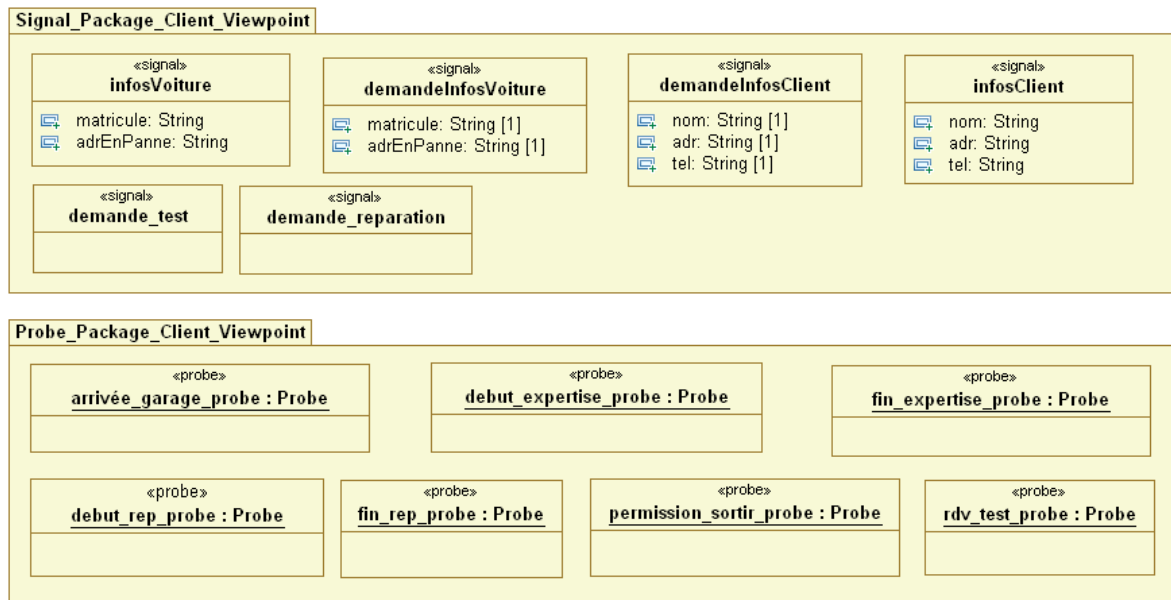 Signal_Package_Client_Viewpoint
«signal»
infosVoiture
matricule: String
adrEnPanne: String
«signal»
demandeInfosVoiture
matricule: String [1]
adrEnPanne: String [1]
«signal»
demandeInfosClient
nom: String [1]
adr: String [1]
tel: String [1]
«signal»
infosClient
nom: String
adr: String
tel: String
«signal»
demande_test
«signal»
demande_reparation
Probe_Package_Client_Viewpoint
«probe»
arrivée_garage_probe : Probe
«probe»
debut_expertise_probe : Probe
«probe»
fin_expertise_probe : Probe
«probe»
debut_rep_probe : Probe
«probe»
fin_rep_probe : Probe
«probe»
permission_sortir_probe : Probe
«probe»
rdv_test_probe : Probe